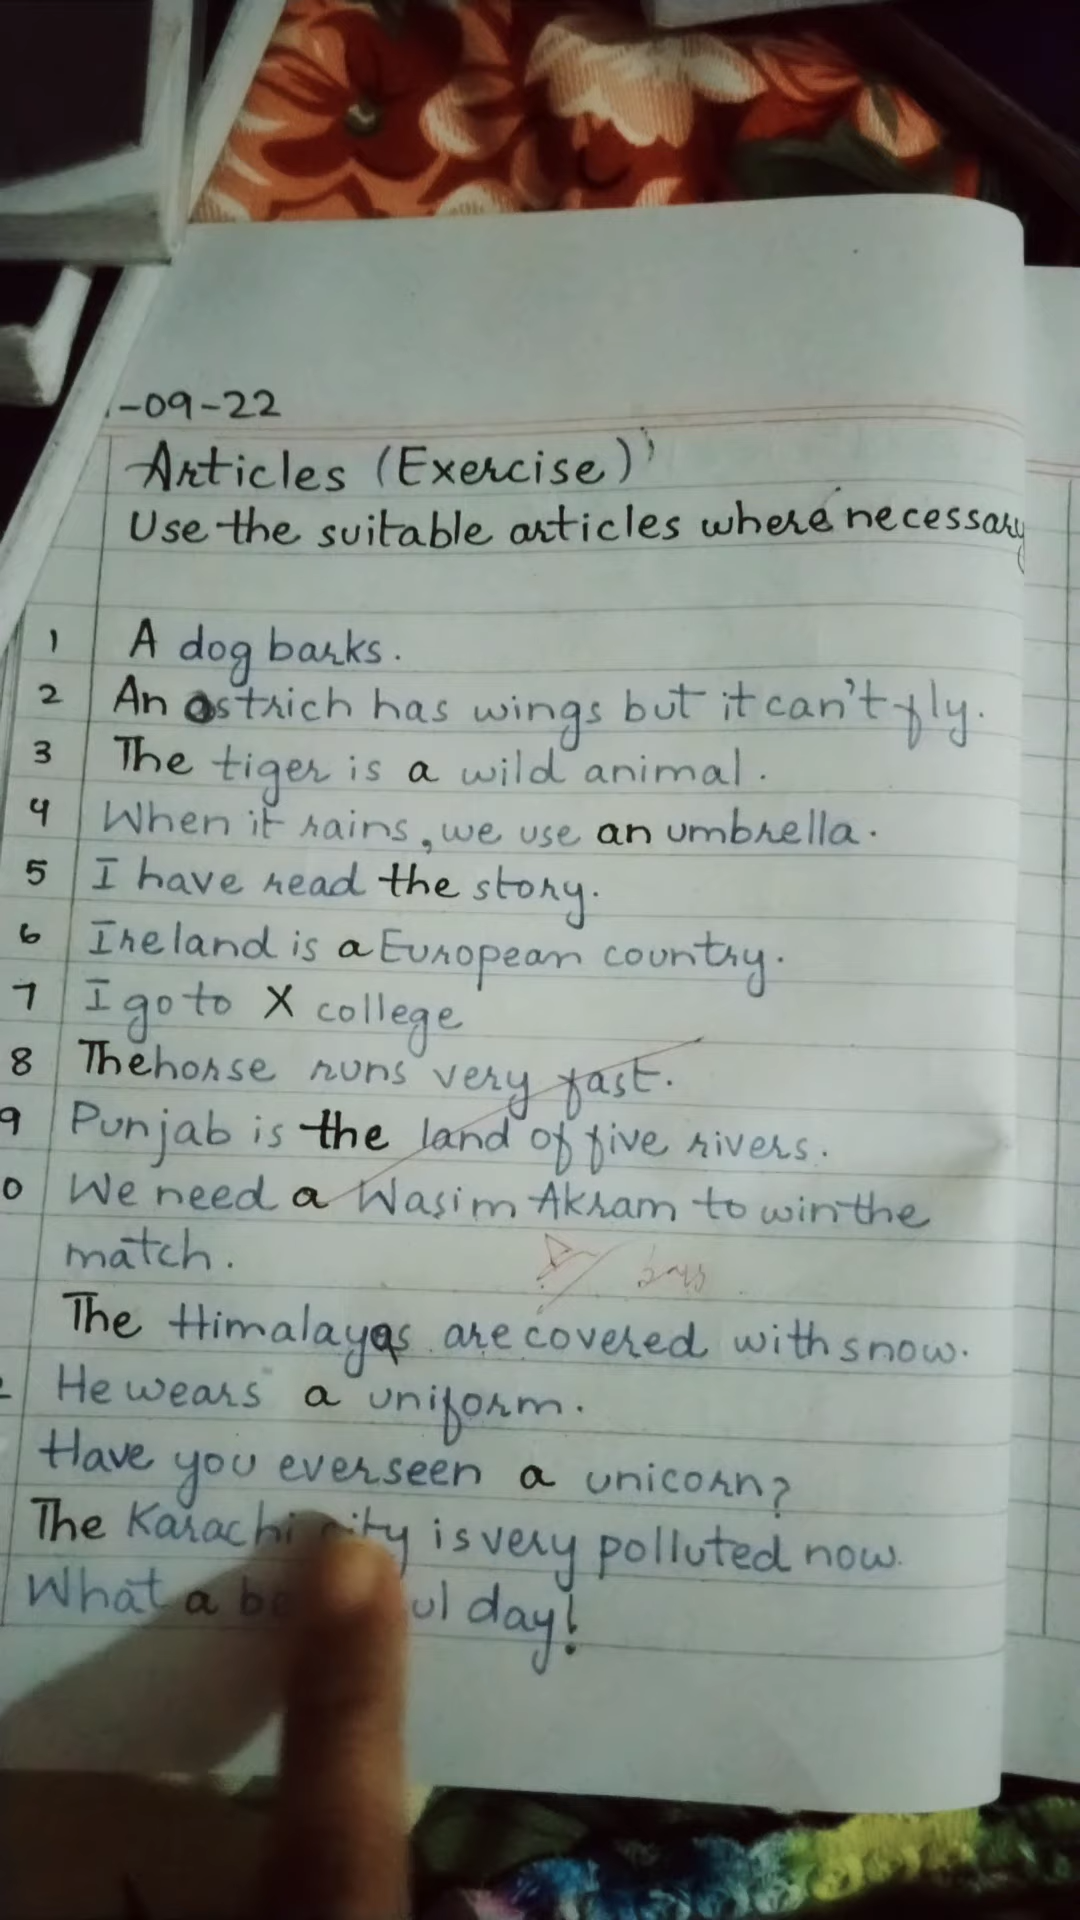 -09-22
Articles (Exercise)
Use the suitable articles where necessary
1 A dog barks.
2 An ostrich has wings but it can't fly.
3 The tiger is a wild animal.
4 When it rains, we use an umbrella.
5 I have read the story.
6 Ireland is a European country.
7 I go to X college
8 The horse runs very fast.
9 Punjab is the land of five rivers.
0 We need a Wasim Akram to win the
match.
The Himalayas are covered with snow.
He wears a uniform.
Have you ever seen a unicorn?
The Karachi city is very polluted now.
What a day!